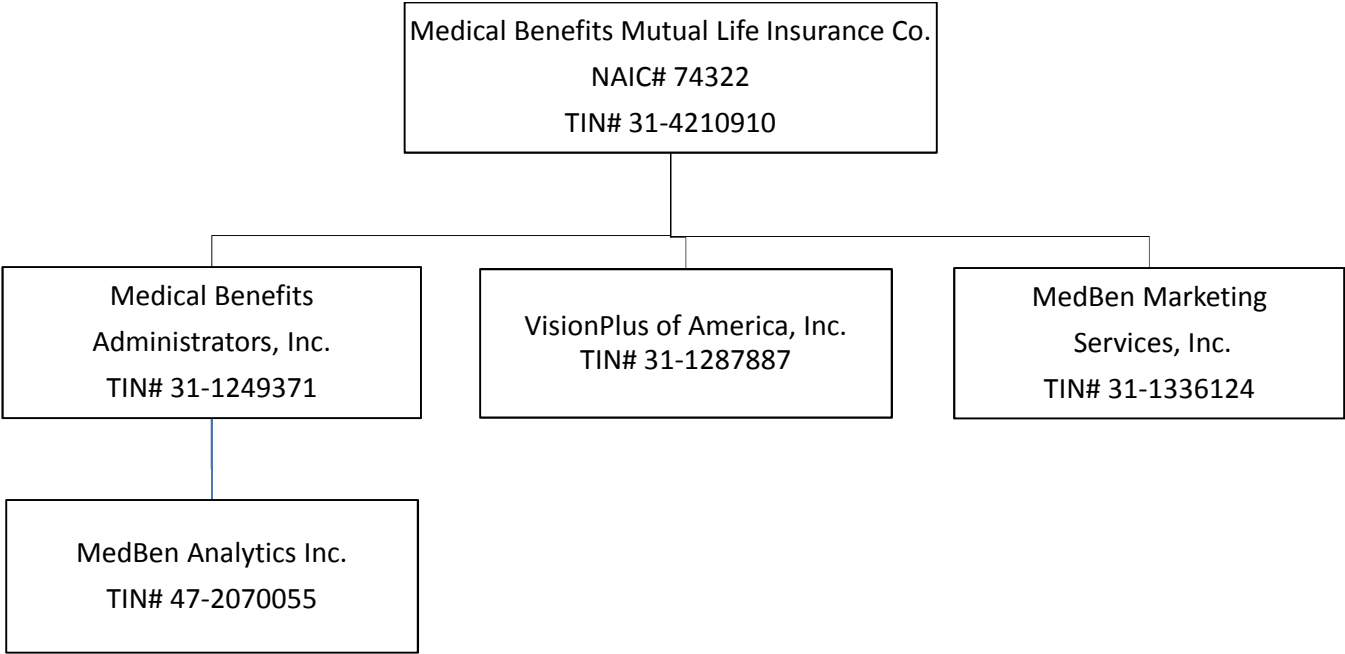 Medical Benefits Mutual Life Insurance Co.
NAIC# 74322
TIN# 31-4210910
Medical Benefits
Administrators, Inc.
TIN# 31-1249371
VisionPlus of America, Inc.
TIN# 31-1287887
MedBen Marketing
Services, Inc.
TIN# 31-1336124
MedBen Analytics Inc.
TIN# 47-2070055